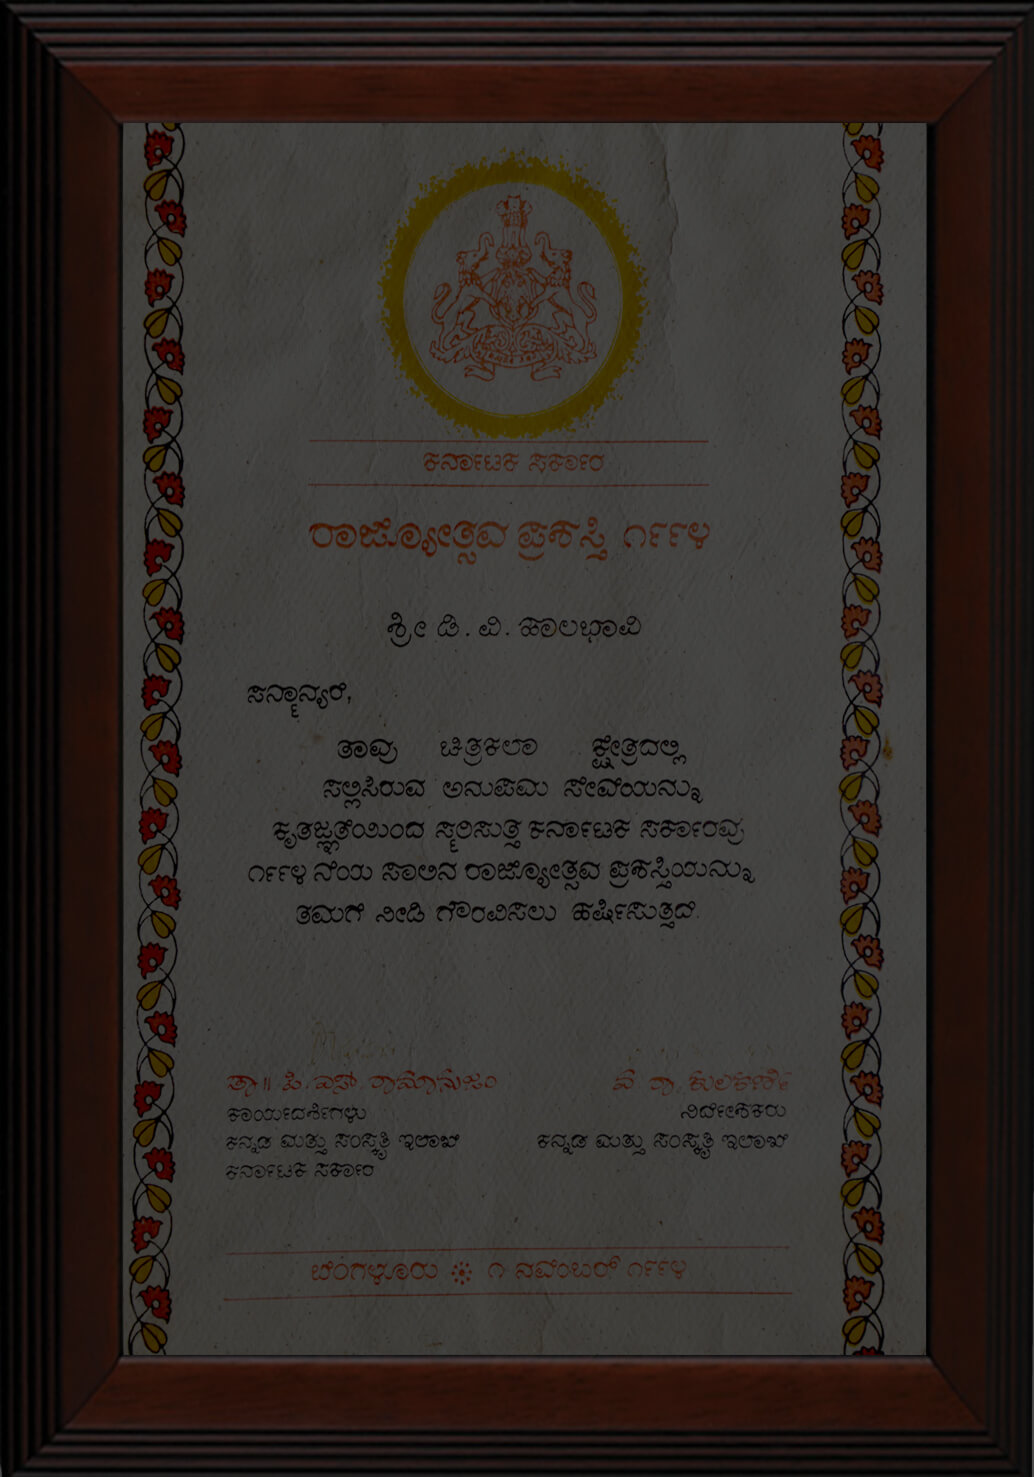 ಕರ್ನಾಟಕ ಸರ್ಕಾರ
ರಾಜ್ಯೋತ್ಸವ ಪ್ರಶಸ್ತಿ ೧೯೯೪
ಶ್ರೀ ಡಿ. ವಿ. ಹಾಲಭಾವಿ
ಸನ್ಮಾನ್ಯರೆ,
ತಾವು ಚಿತ್ರಕಲಾ ಕ್ಷೇತ್ರದಲ್ಲಿ
ಸಲ್ಲಿಸಿರುವ ಅನುಪಮ ಸೇವೆಯನ್ನು
ಕೃತಜ್ಞತೆಯಿಂದ ಸ್ಮರಿಸುತ್ತ ಕರ್ನಾಟಕ ಸರ್ಕಾರವು
೧೯೯೪ ನೆಯ ಸಾಲಿನ ರಾಜ್ಯೋತ್ಸವ ಪ್ರಶಸ್ತಿಯನ್ನು
ತಮಗೆ ನೀಡಿ ಗೌರವಿಸಲು ಹರ್ಷಿಸುತ್ತದೆ.
ಡಾ॥ ಪಿ. ಎಸ್. ರಾಮಾನುಜಂ
ಕಾರ್ಯದರ್ಶಿಗಳು
ಕನ್ನಡ ಮತ್ತು ಸಂಸ್ಕೃತಿ ಇಲಾಖೆ
ಕರ್ನಾಟಕ ಸರ್ಕಾರ
ರಾ. ಕುಲಕರ್ಣಿ
ನಿರ್ದೇಶಕರು
ಕನ್ನಡ ಮತ್ತು ಸಂಸ್ಕೃತಿ ಇಲಾಖೆ
ಬೆಂಗಳೂರು ೧ ನವೆಂಬರ್ ೧೯೯೪